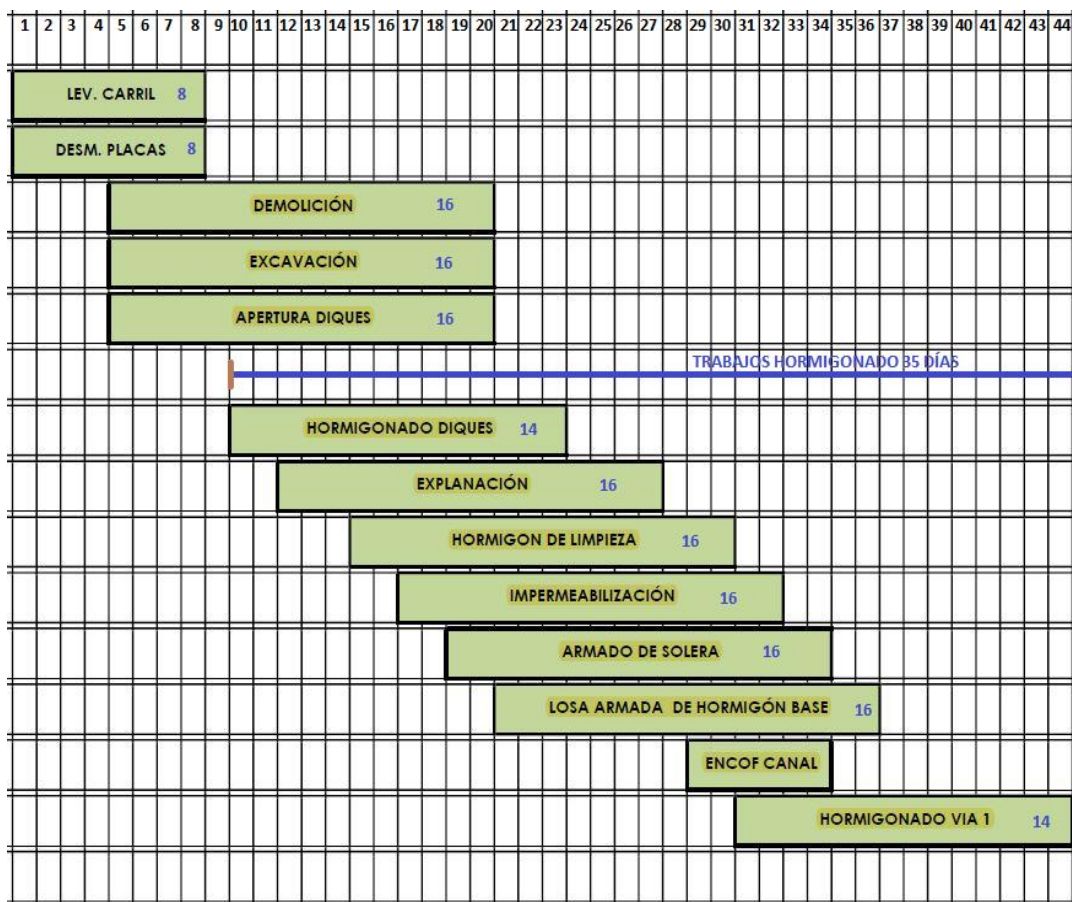 1 2 3 4 5 6 7 8 9 10 11 12 13 14 15 16 17 18 19 20 21 22 23 24 25 26 27 28 29 30 31 32 33 34 35 36 37 38 39 40 41 42 43 44
LEV. CARRIL 8
DESM. PLACAS 8
DEMOLICIÓN 16
EXCAVACIÓN 16
APERTURA DIQUES 16
TRABAJOS HORMIGONADO 35 DÍAS
HORMIGONADO DIQUES 14
EXPLANACIÓN 16
HORMIGON DE LIMPIEZA 16
IMPERMEABILIZACIÓN 16
ARMADO DE SOLERA 16
LOSA ARMADA DE HORMIGÓN BASE 16
ENCOF CANAL
HORMIGONADO VIA 1 14